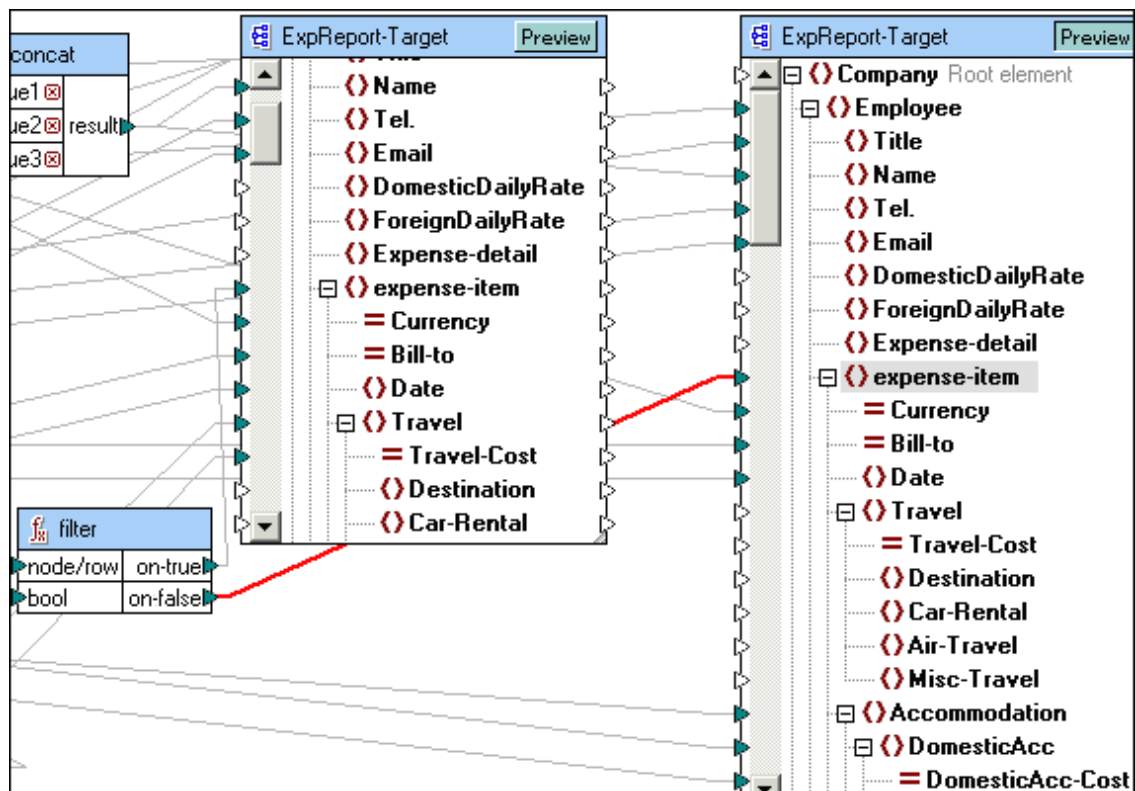 concat
ue1
ue2 result
ue3
filter
node/row on-true
bool on-false
ExpReport-Target Preview
Name
Tel.
Email
DomesticDailyRate
ForeignDailyRate
Expense-detail
expense-item
Currency
Bill-to
Date
Travel
Travel-Cost
Destination
Car-Rental
ExpReport-Target Preview
Company Root element
Employee
Title
Name
Tel.
Email
DomesticDailyRate
ForeignDailyRate
Expense-detail
expense-item
Currency
Bill-to
Date
Travel
Travel-Cost
Destination
Car-Rental
Air-Travel
Misc-Travel
Accommodation
DomesticAcc
DomesticAcc-Cost